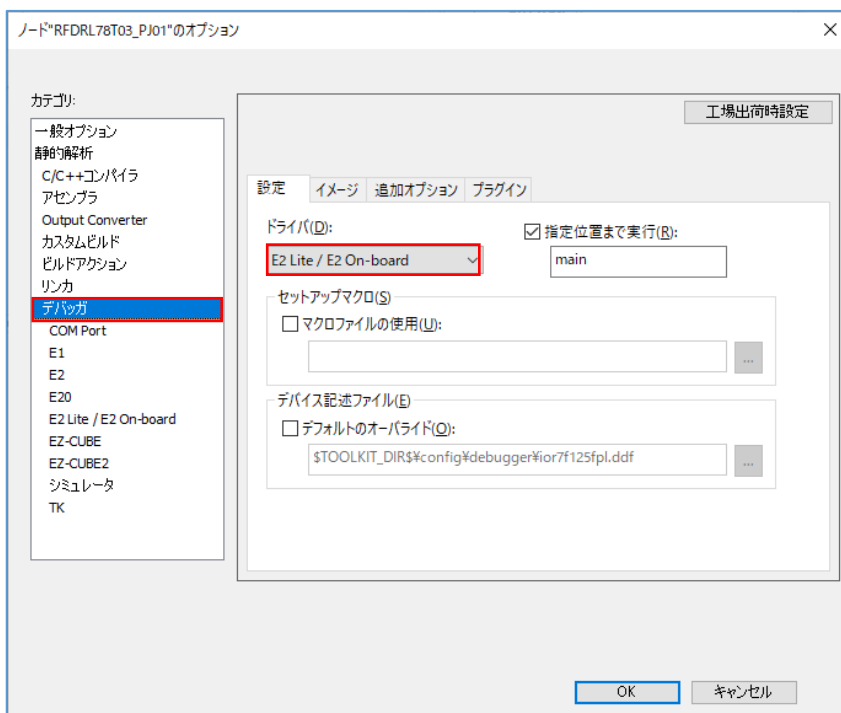 ノード"RFDRL78T03_PJ01"のオプション
カテゴリ:
一般オプション
静的解析
C/C++コンパイラ
アセンブラ
Output Converter
カスタムビルド
ビルドアクション
リンカ
デバッガ
COM Port
E1
E2
E20
E2 Lite / E2 On-board
EZ-CUBE
EZ-CUBE2
シミュレータ
TK
工場出荷時設定
設定 イメージ 追加オプション プラグイン
ドライバ(D):
E2 Lite / E2 On-board
指定位置まで実行(R):
main
セットアップマクロ(S)
マクロファイルの使用(U):
...
デバイス記述ファイル(E)
デフォルトのオーバライド(O):
$TOOLKIT_DIR$¥config¥debugger¥ior7f125fpl.ddf
...
OK キャンセル